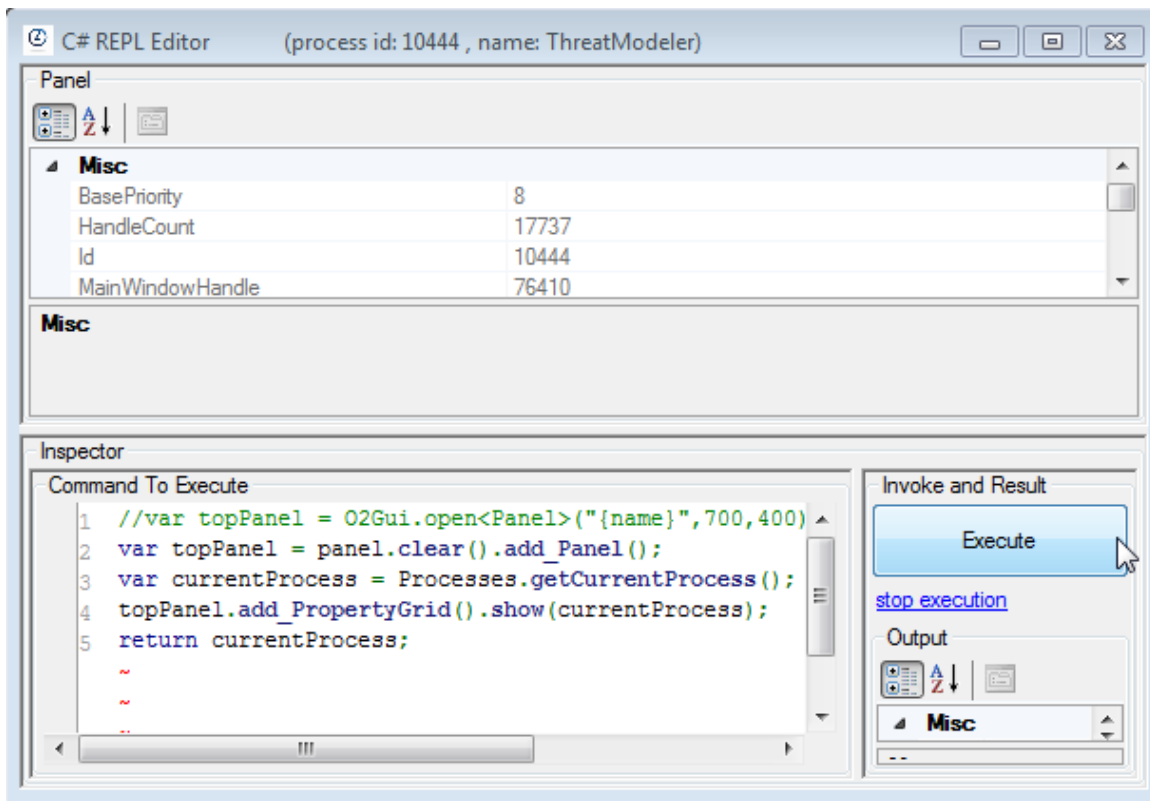 C# REPL Editor (process id: 10444 , name: ThreatModeler)
Panel
Misc
BasePriority 8
HandleCount 17737
Id 10444
MainWindowHandle 76410
Misc
Inspector
Command To Execute
1 //var topPanel = O2Gui.open<Panel>("{name}",700,400)
2 var topPanel = panel.clear().add_Panel();
3 var currentProcess = Processes.getCurrentProcess();
4 topPanel.add_PropertyGrid().show(currentProcess);
5 return currentProcess;
~
~
Invoke and Result
Execute
stop execution
Output
Misc